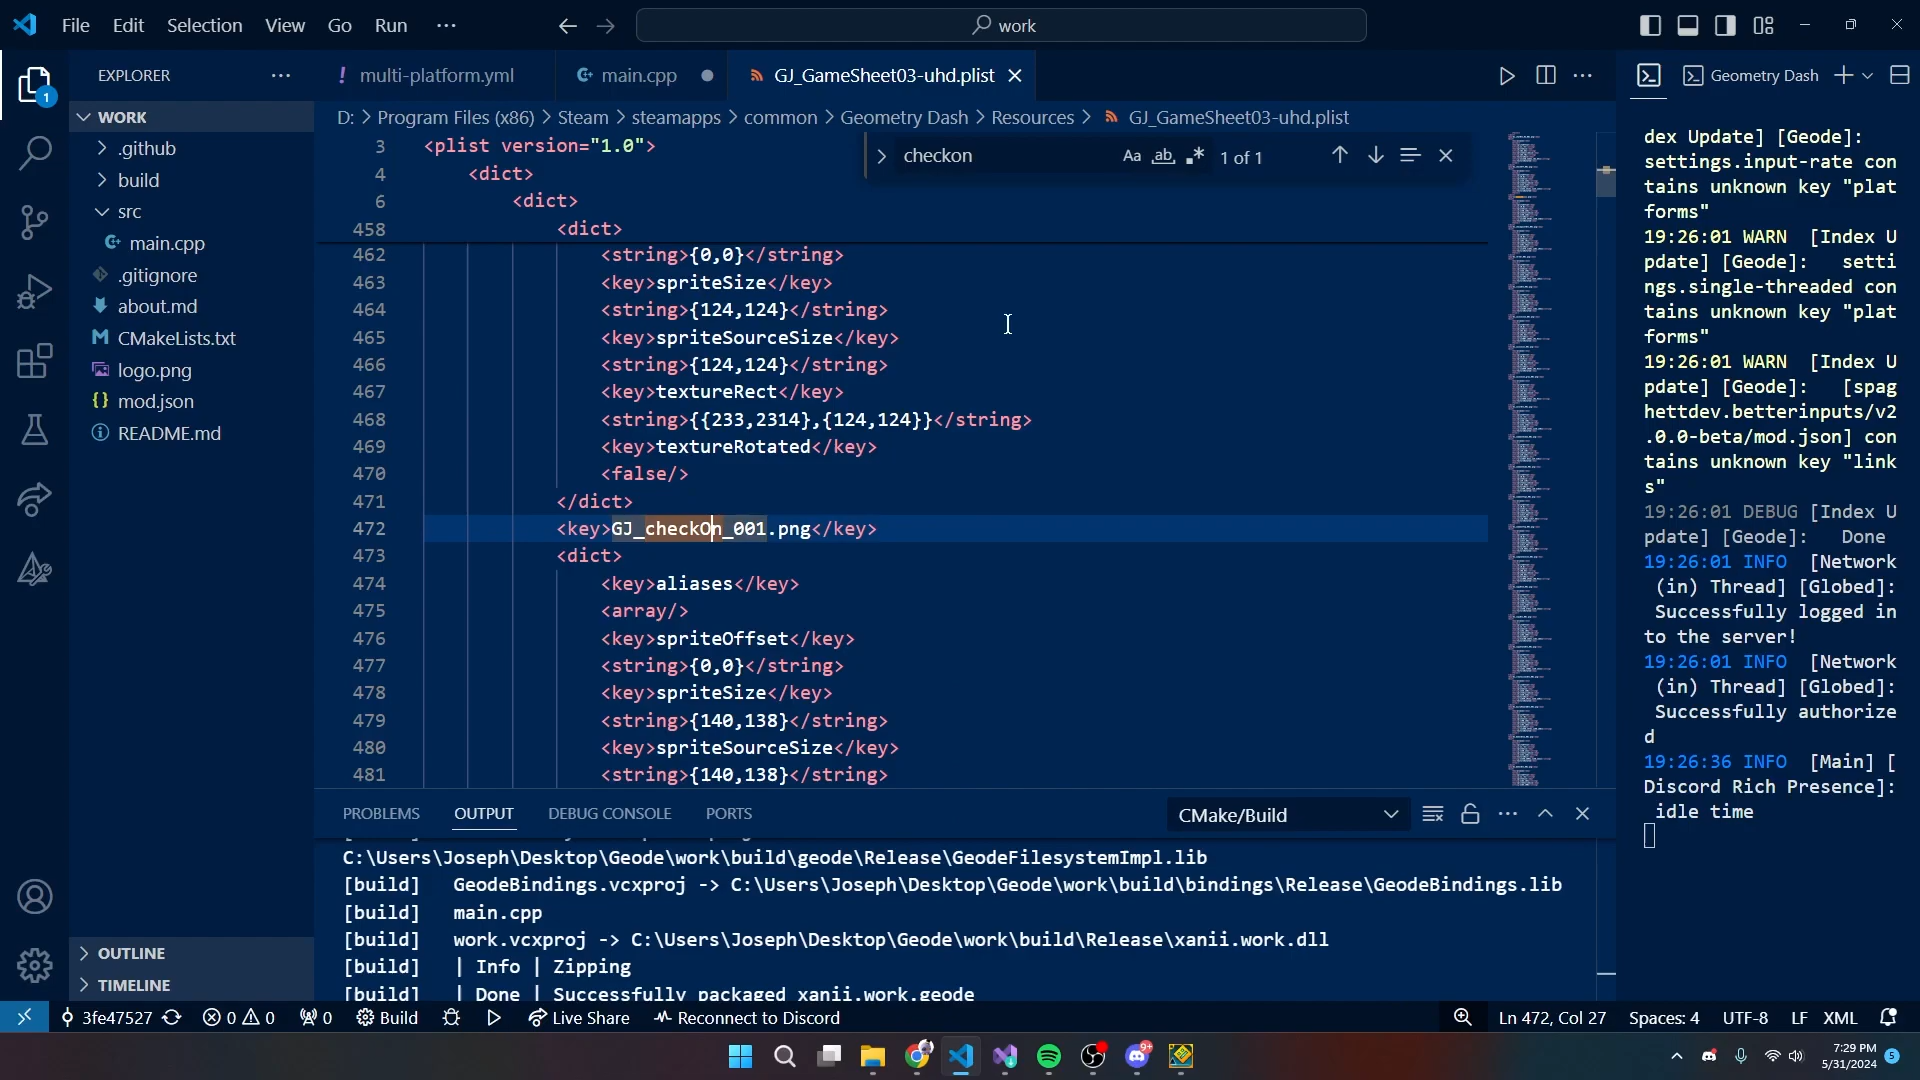 File Edit Selection View Go Run ··· work
EXPLORER ···
WORK
.github
build
src
main.cpp
.gitignore
about.md
CMakeLists.txt
logo.png
mod.json
README.md
OUTLINE
TIMELINE
1
! multi-platform.yml main.cpp GJ_GameSheet03-uhd.plist
D: > Program Files (x86) > Steam > steamapps > common > Geometry Dash > Resources > GJ_GameSheet03-uhd.plist
checkon Aa ab 1 of 1
3 <plist version="1.0">
4 <dict>
6 <dict>
458 <dict>
462 <string>{0,0}</string>
463 <key>spriteSize</key>
464 <string>{124,124}</string>
465 <key>spriteSourceSize</key>
466 <string>{124,124}</string>
467 <key>textureRect</key>
468 <string>{{233,2314},{124,124}}</string>
469 <key>textureRotated</key>
470 <false/>
471 </dict>
472 <key>GJ_checkOn_001.png</key>
473 <dict>
474 <key>aliases</key>
475 <array/>
476 <key>spriteOffset</key>
477 <string>{0,0}</string>
478 <key>spriteSize</key>
479 <string>{140,138}</string>
480 <key>spriteSourceSize</key>
481 <string>{140,138}</string>
PROBLEMS OUTPUT DEBUG CONSOLE PORTS CMake/Build
C:\Users\Joseph\Desktop\Geode\work\build\geode\Release\GeodeFilesystemImpl.lib
[build] GeodeBindings.vcxproj -> C:\Users\Joseph\Desktop\Geode\work\build\bindings\Release\GeodeBindings.lib
[build] main.cpp
[build] work.vcxproj -> C:\Users\Joseph\Desktop\Geode\work\build\Release\xanii.work.dll
[build] | Info | Zipping
[build] | Done | Successfully packaged xanii.work.geode
Geometry Dash
dex Update] [Geode]:
settings.input-rate con
tains unknown key "plat
forms"
19:26:01 WARN [Index U
pdate] [Geode]: setti
ngs.single-threaded con
tains unknown key "plat
forms"
19:26:01 WARN [Index U
pdate] [Geode]: [spag
hettdev.betterinputs/v2
.0.0-beta/mod.json] con
tains unknown key "link
s"
19:26:01 DEBUG [Index U
pdate] [Geode]: Done
19:26:01 INFO [Network
(in) Thread] [Globed]:
Successfully logged in
to the server!
19:26:01 INFO [Network
(in) Thread] [Globed]:
Successfully authorize
d
19:26:36 INFO [Main] [
Discord Rich Presence]:
idle time
3fe47527 0 0 0 Build Live Share Reconnect to Discord Ln 472, Col 27 Spaces: 4 UTF-8 LF XML
9+
7:29 PM
5/31/2024
5